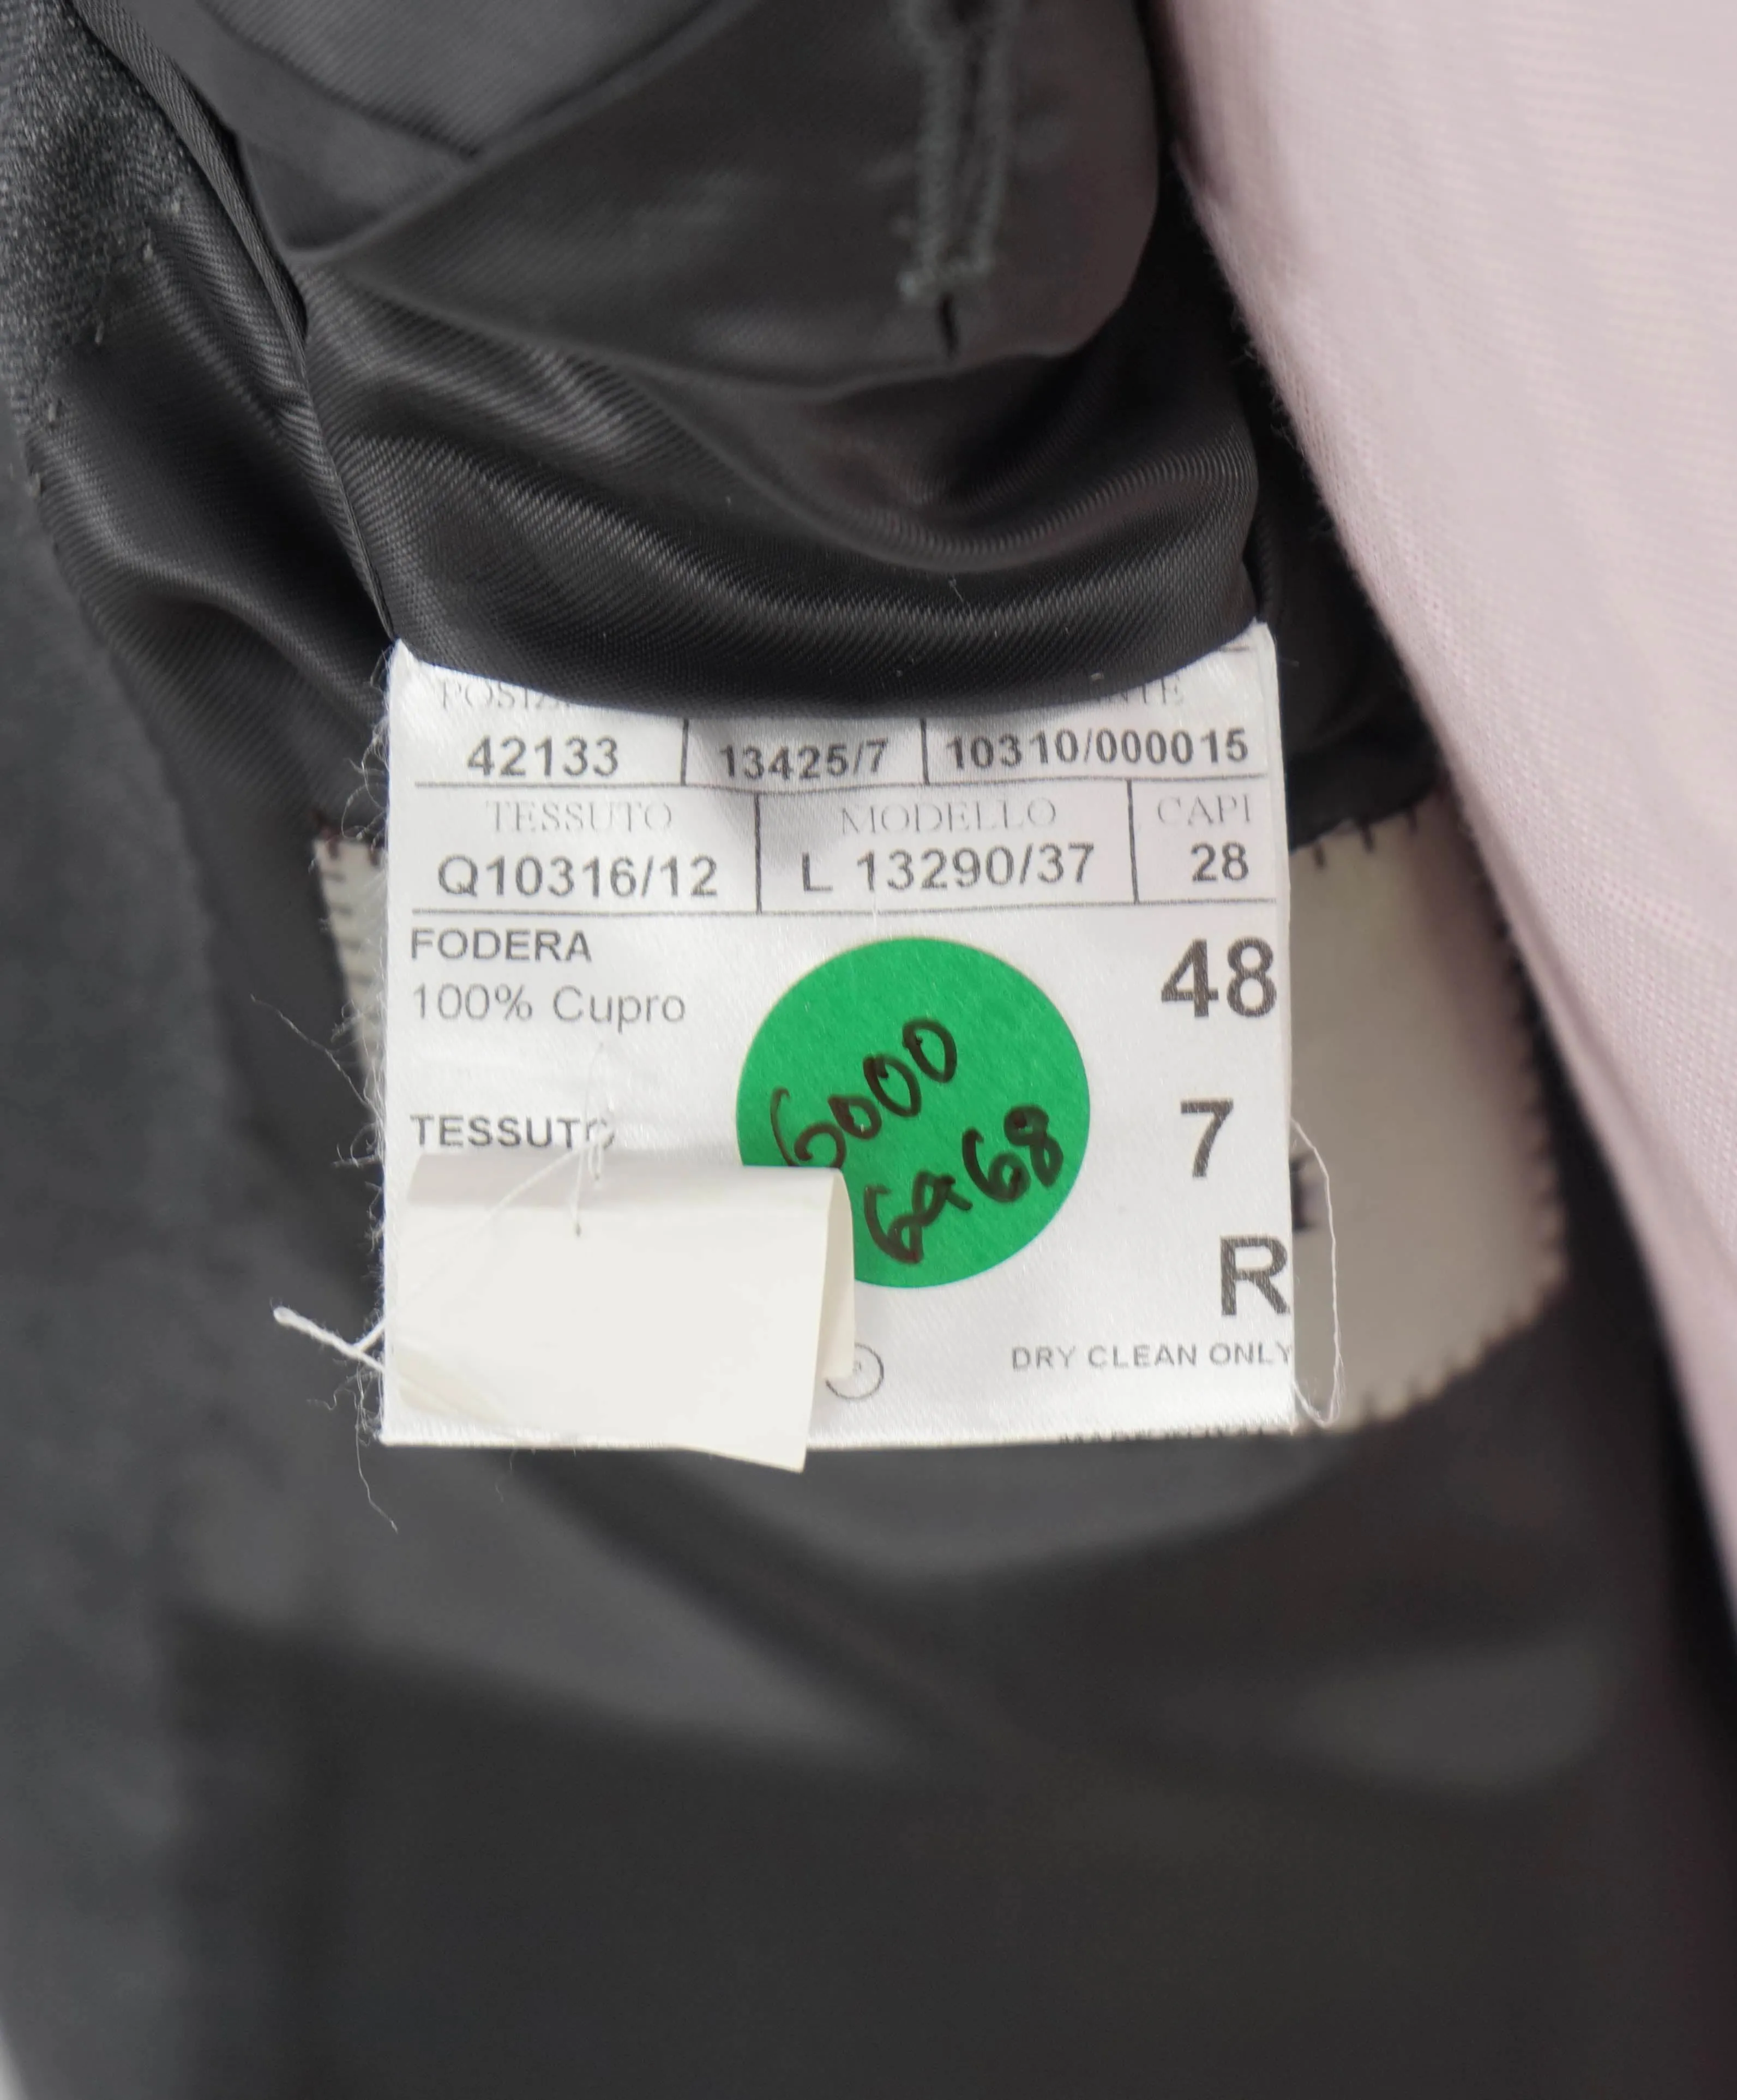 42133 13425/7 10310/000015
TESSUTO MODELLO CAPI
Q10316/12 L 13290/37 28
FODERA
100% Cupro
48
6000
6968
TESSUTO
7
R
DRY CLEAN ONLY